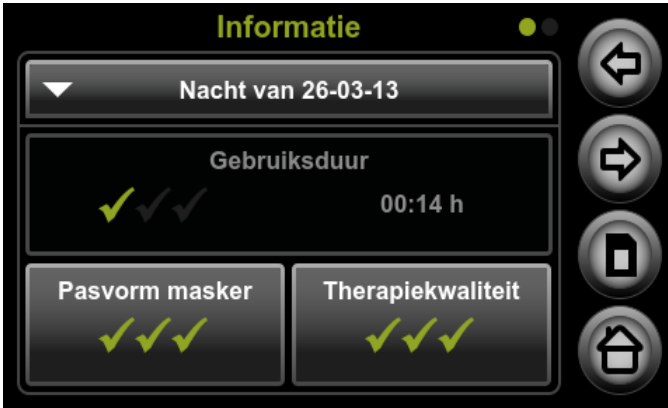 Informatie
Nacht van 26-03-13
Gebruiksduur
00:14 h
Pasvorm masker
Therapiekwaliteit